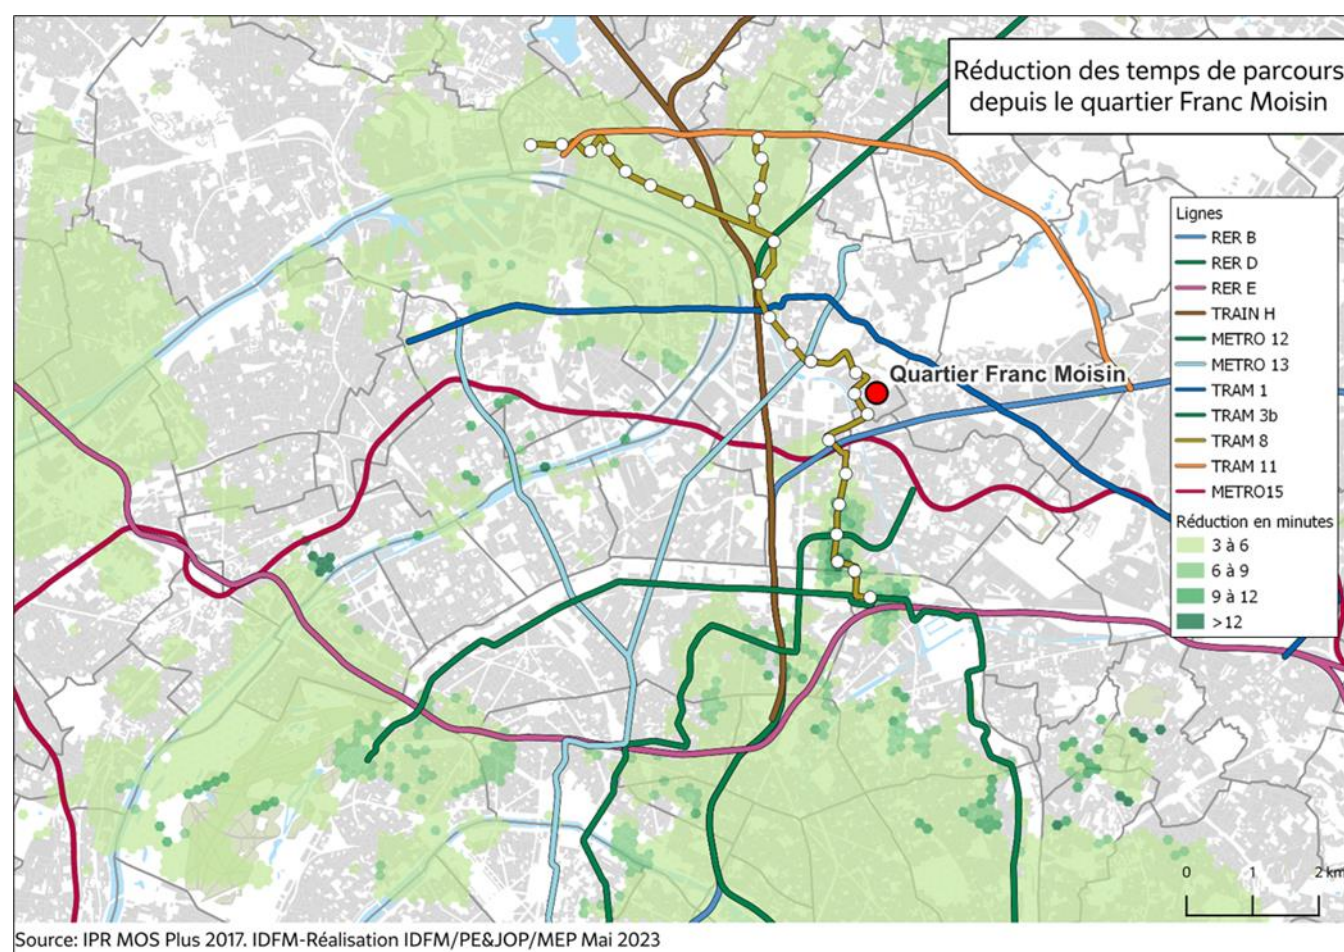 Réduction des temps de parcours
depuis le quartier Franc Moisin
Lignes
RER B
RER D
RER E
TRAIN H
METRO 12
METRO 13
TRAM 1
TRAM 3b
TRAM 8
TRAM 11
METRO15
Réduction en minutes
3 à 6
6 à 9
9 à 12
>12
Quartier Franc Moisin
0 1 2 km
Source: IPR MOS Plus 2017. IDFM-Réalisation IDFM/PE&JOP/MEP Mai 2023